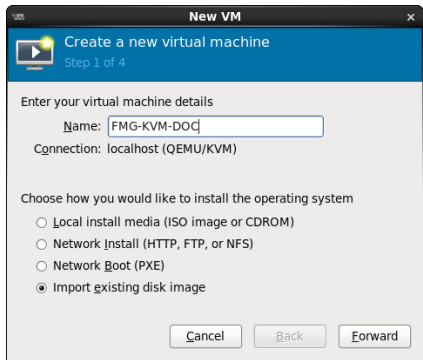 New VM
Create a new virtual machine
Step 1 of 4
Enter your virtual machine details
Name: FMG-KVM-DOC
Connection: localhost (QEMU/KVM)
Choose how you would like to install the operating system
Local install media (ISO image or CDROM)
Network Install (HTTP, FTP, or NFS)
Network Boot (PXE)
Import existing disk image
Cancel Back Forward